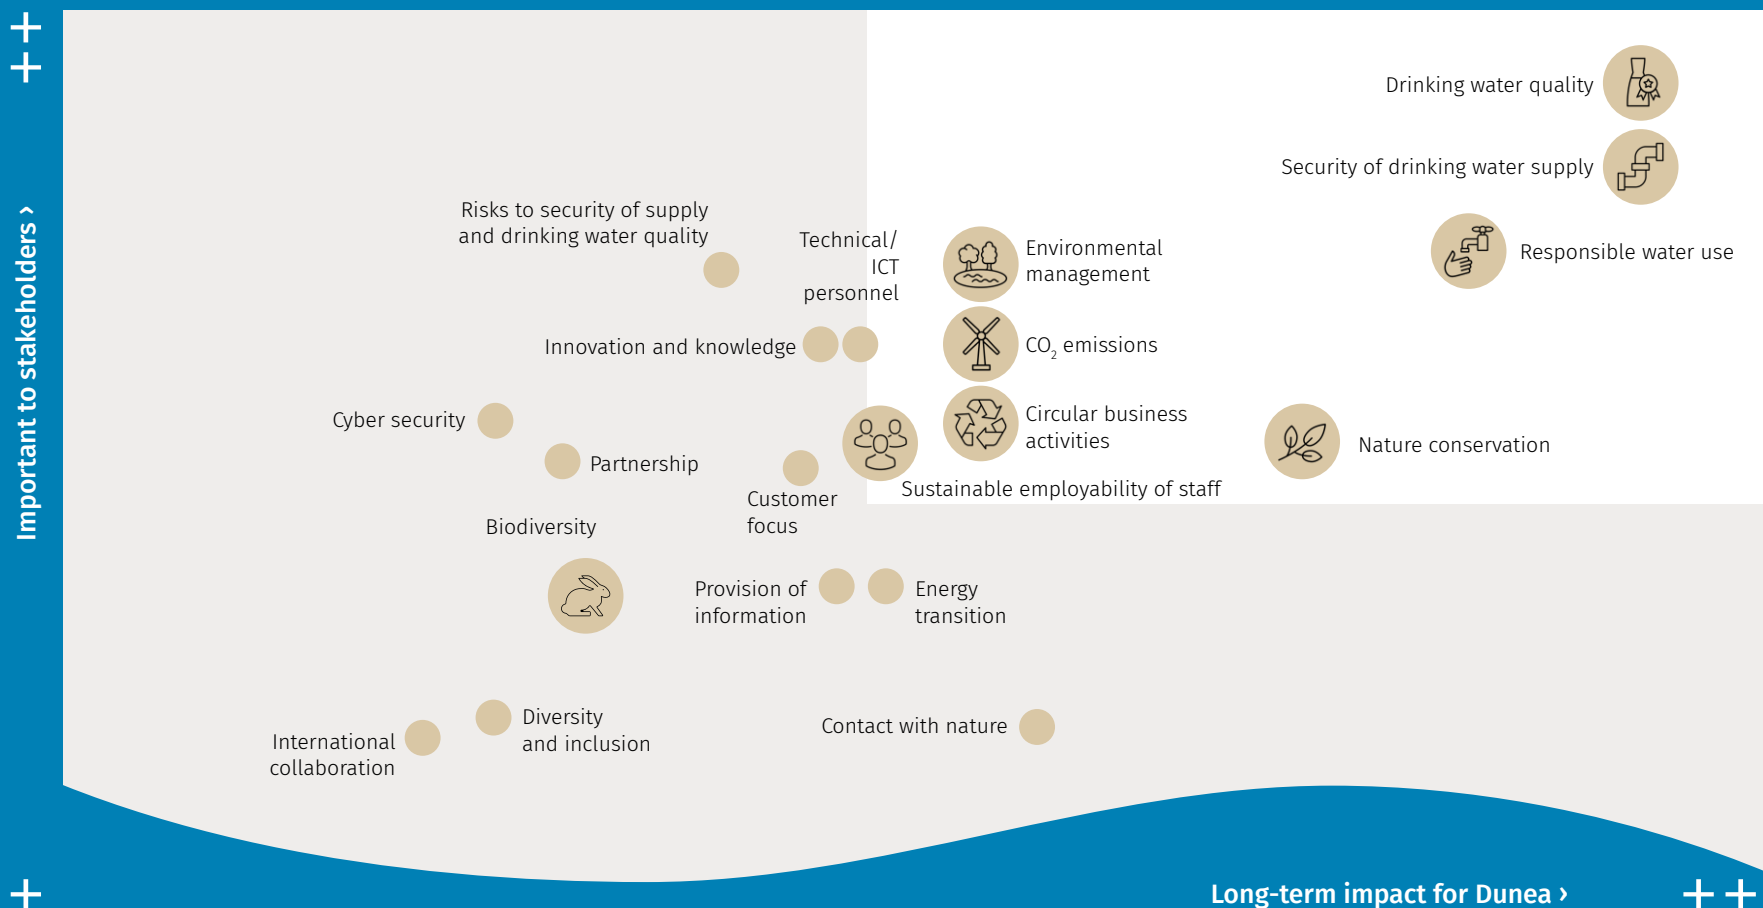 Important to stakeholders ›
Drinking water quality
Security of drinking water supply
Risks to security of supply
and drinking water quality
Technical/
ICT
personnel
Environmental
management
Responsible water use
Innovation and knowledge
CO₂ emissions
Cyber security
Circular business
activities
Nature conservation
Partnership
Sustainable employability of staff
Customer
focus
Biodiversity
Provision of
information
Energy
transition
Diversity
and inclusion
Contact with nature
International
collaboration
Long-term impact for Dunea ›